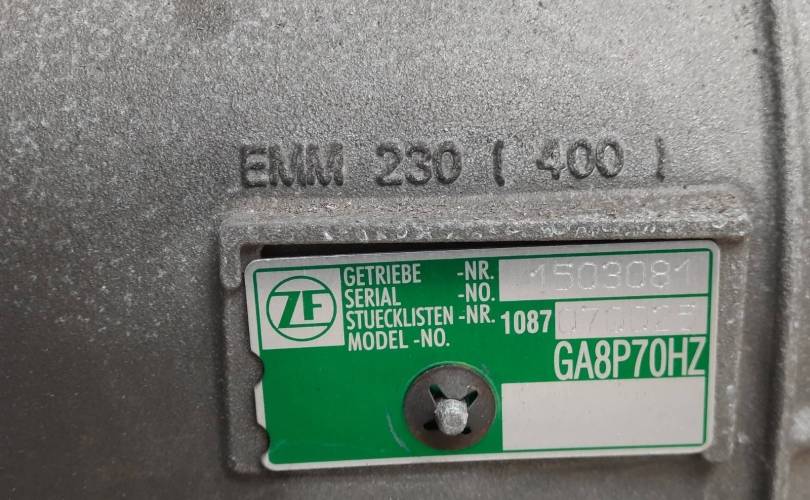 EMM 230 ( 400 )
ZF
GETRIEBE -NR. 1503081
SERIAL -NO.
STUECKLISTEN -NR. 1087
MODEL -NO.
GA8P70HZ